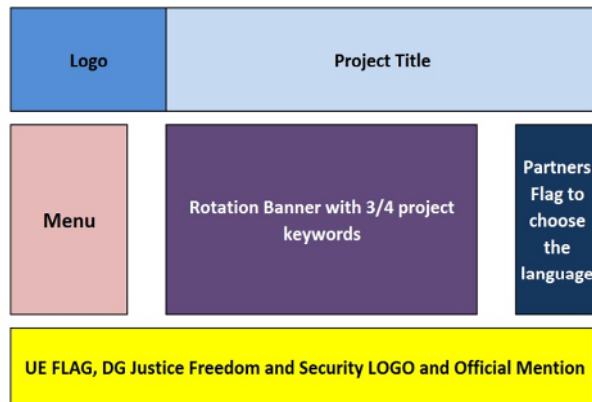 Logo
Project Title
Menu
Rotation Banner with 3/4 project
keywords
Partners
Flag to
choose
the
language
UE FLAG, DG Justice Freedom and Security LOGO and Official Mention